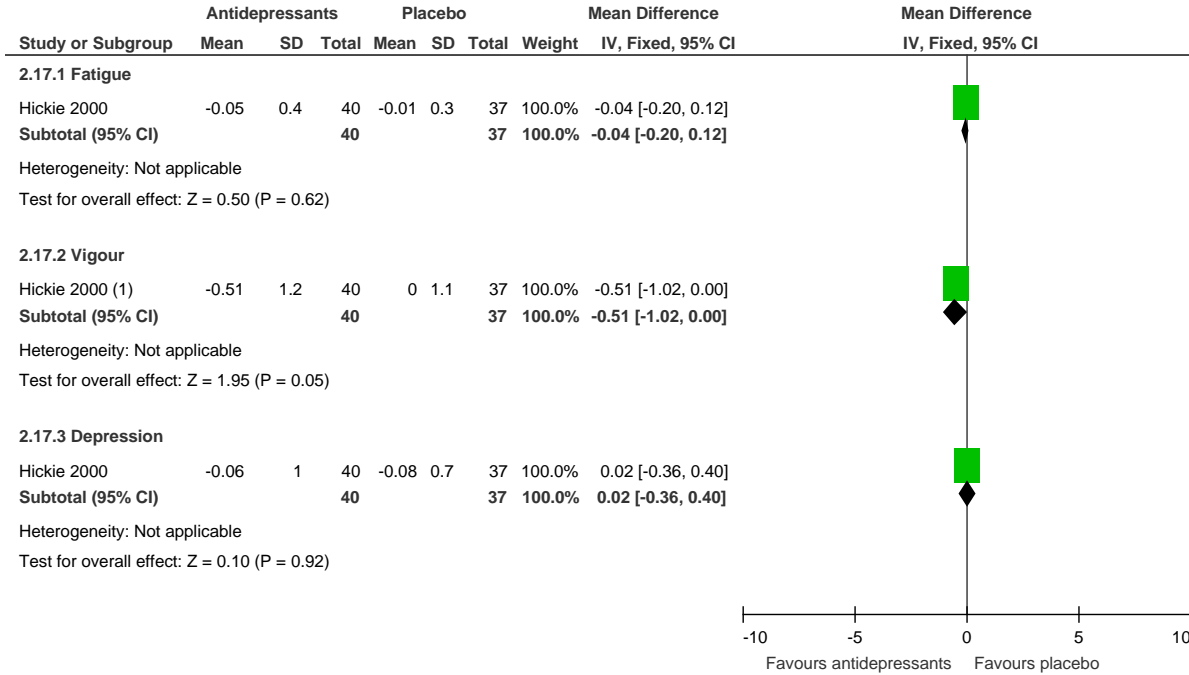 Antidepressants Placebo Mean Difference Mean Difference
Study or Subgroup Mean SD Total Mean SD Total Weight IV, Fixed, 95% CI IV, Fixed, 95% CI
2.17.1 Fatigue
Hickie 2000 -0.05 0.4 40 -0.01 0.3 37 100.0% -0.04 [-0.20, 0.12]
Subtotal (95% CI) 40 37 100.0% -0.04 [-0.20, 0.12]
Heterogeneity: Not applicable
Test for overall effect: Z = 0.50 (P = 0.62)
2.17.2 Vigour
Hickie 2000 (1) -0.51 1.2 40 0 1.1 37 100.0% -0.51 [-1.02, 0.00]
Subtotal (95% CI) 40 37 100.0% -0.51 [-1.02, 0.00]
Heterogeneity: Not applicable
Test for overall effect: Z = 1.95 (P = 0.05)
2.17.3 Depression
Hickie 2000 -0.06 1 40 -0.08 0.7 37 100.0% 0.02 [-0.36, 0.40]
Subtotal (95% CI) 40 37 100.0% 0.02 [-0.36, 0.40]
Heterogeneity: Not applicable
Test for overall effect: Z = 0.10 (P = 0.92)
-10 -5 0 5 10
Favours antidepressants Favours placebo